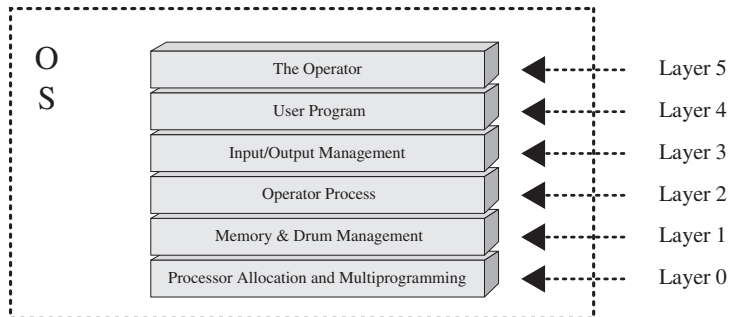 O
S
The Operator
Layer 5
User Program
Layer 4
Input/Output Management
Layer 3
Operator Process
Layer 2
Memory & Drum Management
Layer 1
Processor Allocation and Multiprogramming
Layer 0